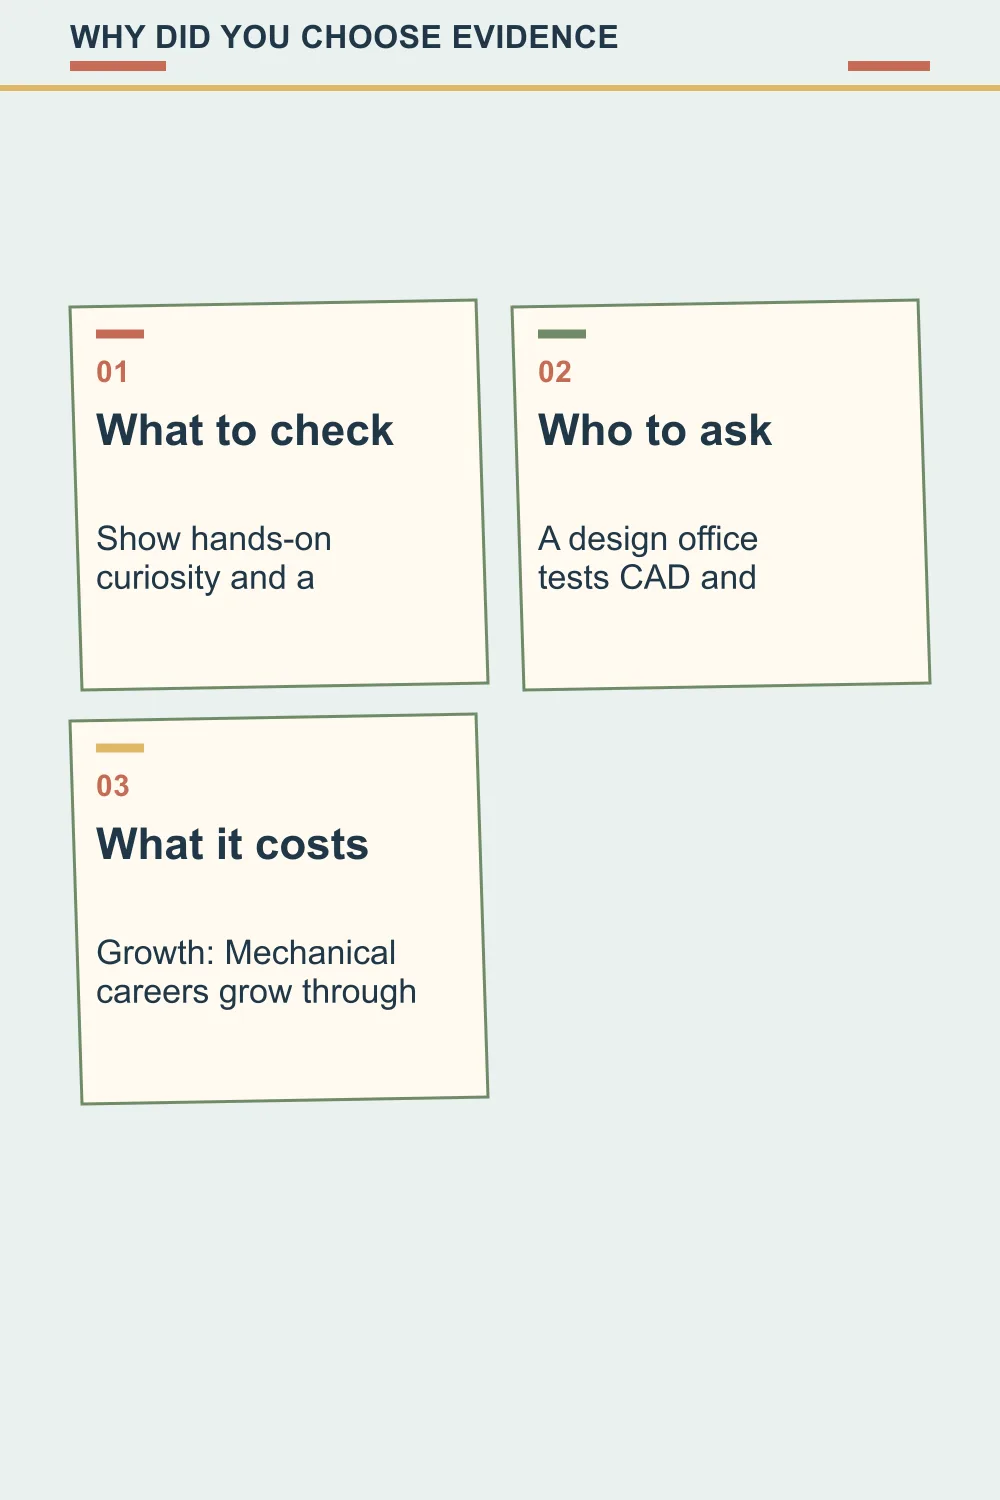 WHY DID YOU CHOOSE EVIDENCE
01
What to check
Show hands-on
curiosity and a
02
Who to ask
A design office
tests CAD and
03
What it costs
Growth: Mechanical
careers grow through